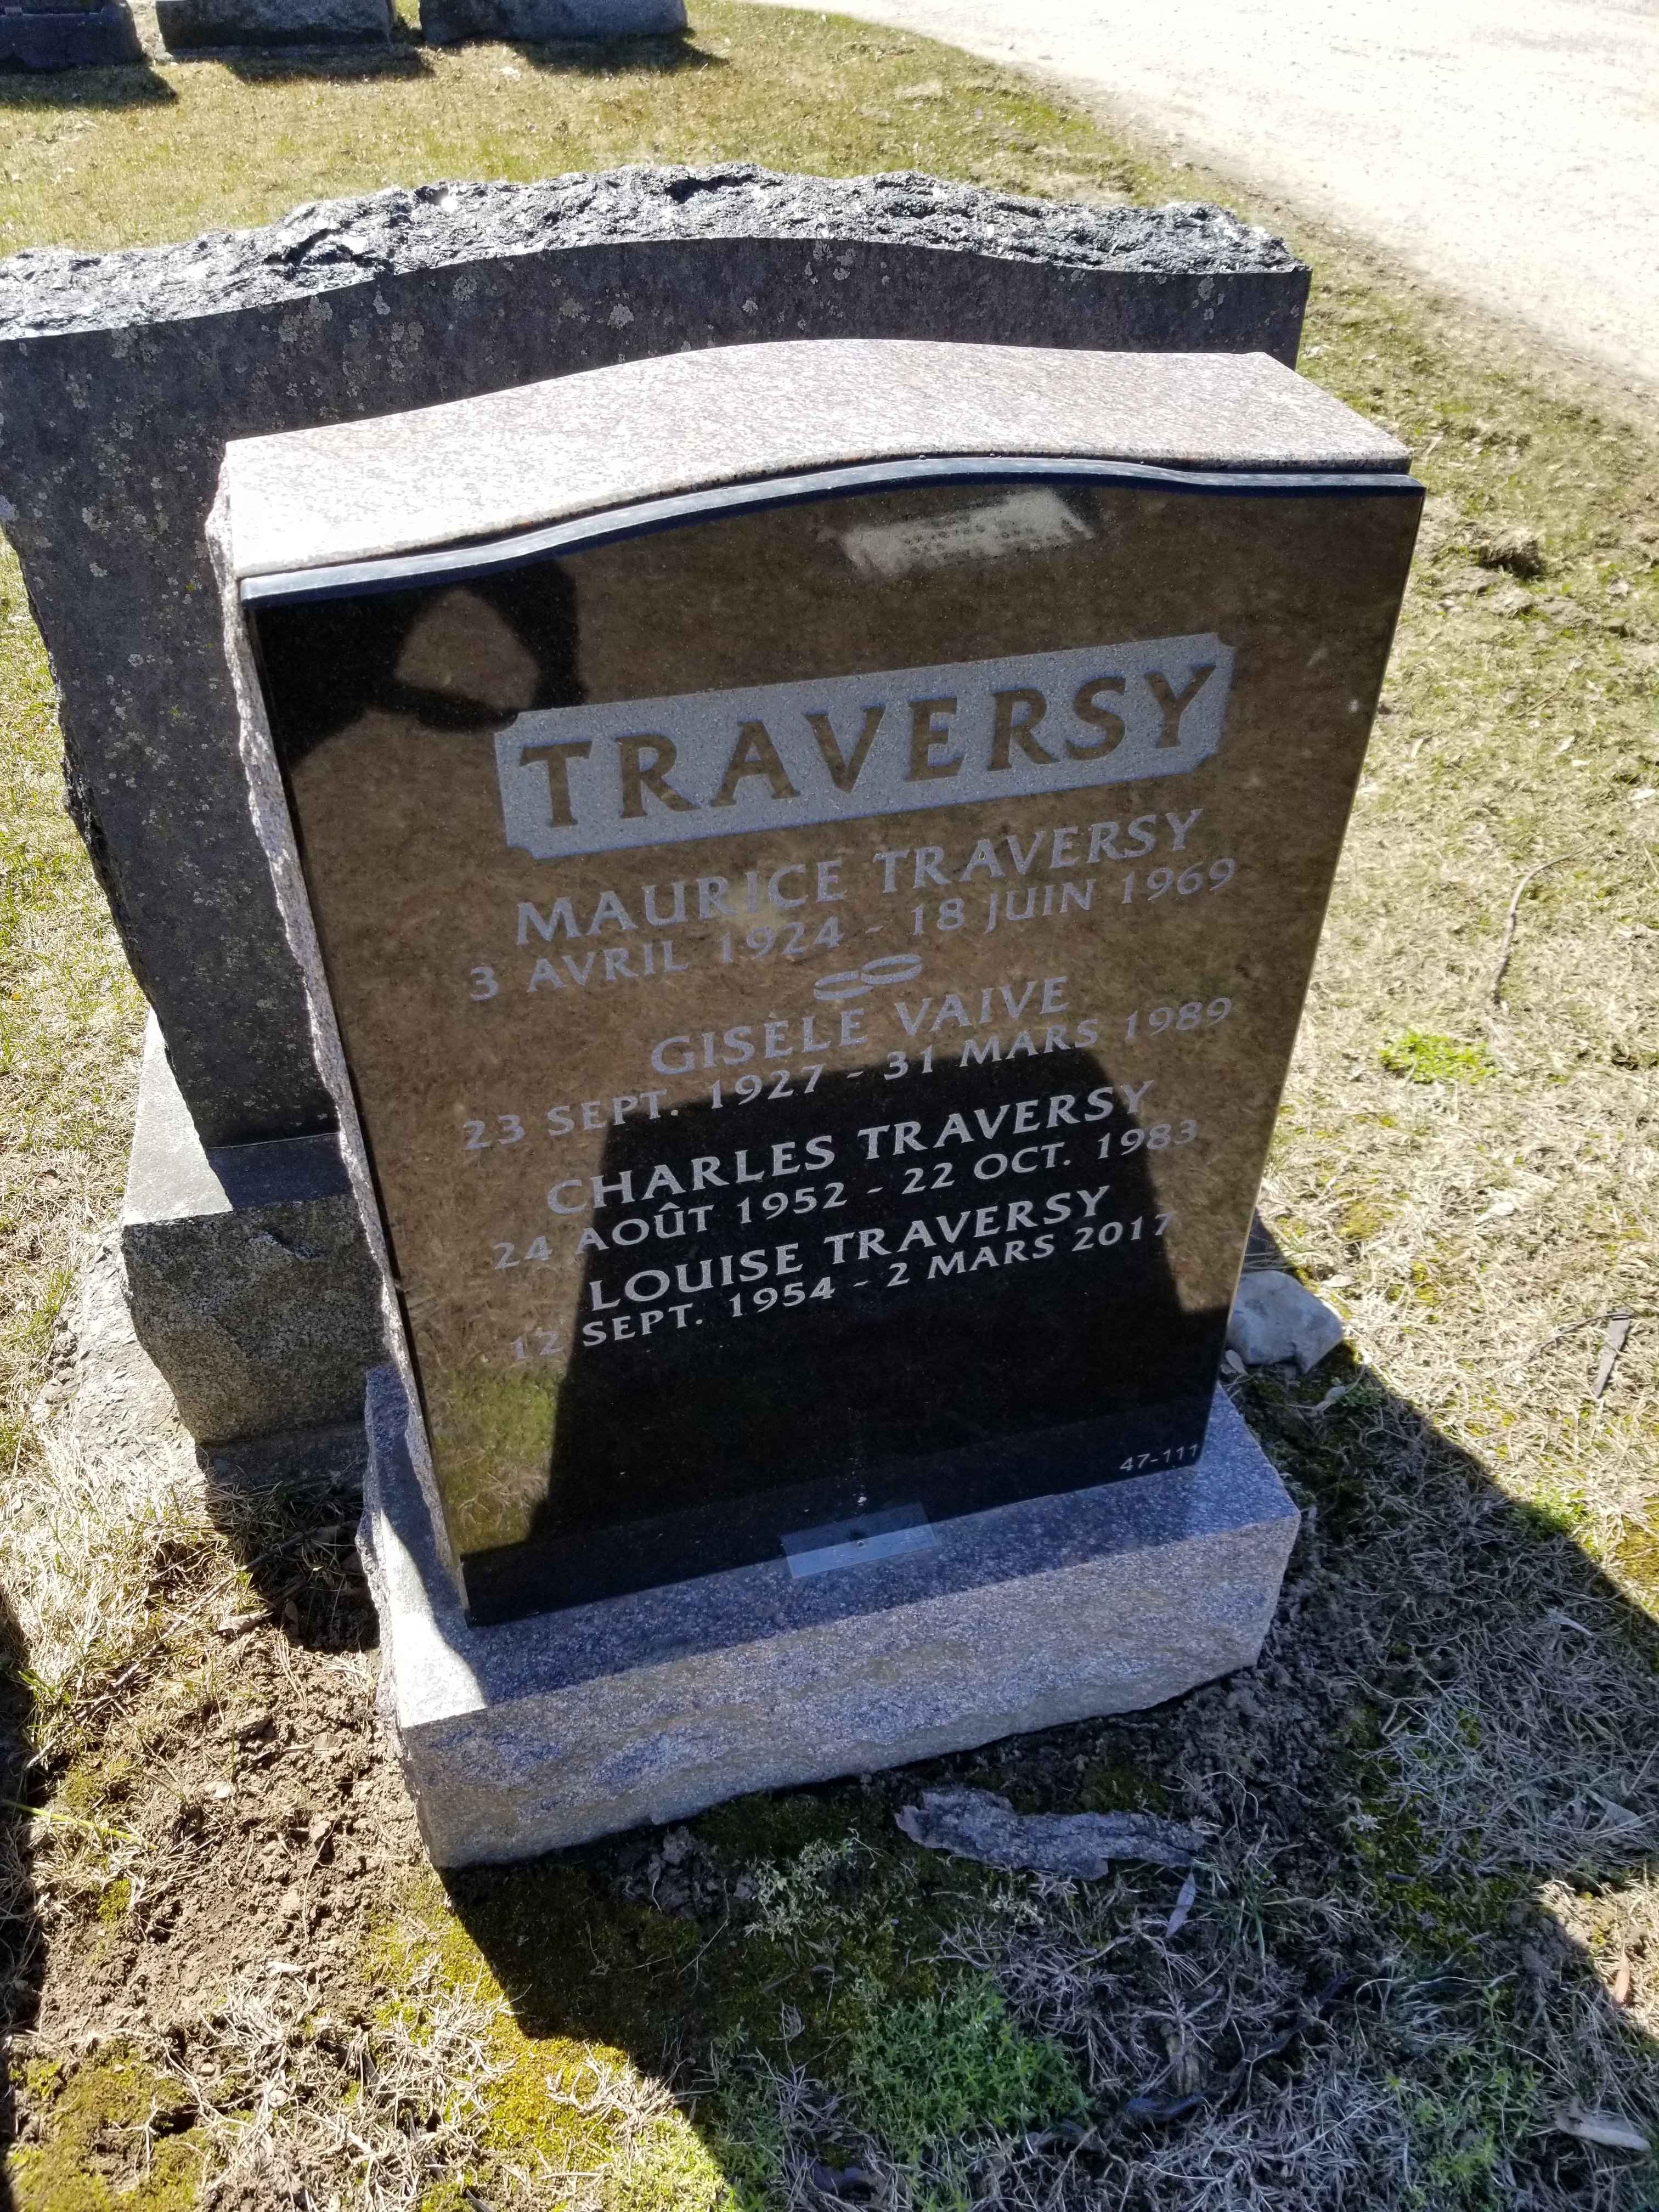 TRAVERSY
MAURICE TRAVERSY
3 AVRIL 1924 - 18 JUIN 1969
GISÈLE VAIVE
23 SEPT. 1927 - 31 MARS 1989
CHARLES TRAVERSY
24 AOÛT 1952 - 22 OCT. 1983
LOUISE TRAVERSY
12 SEPT. 1954 - 2 MARS 2017
47-111